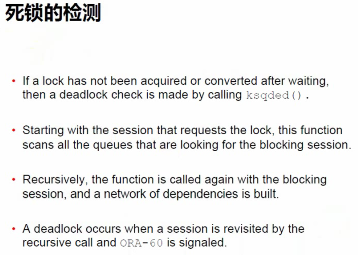 死锁的检测
• If a lock has not been acquired or converted after waiting,
then a deadlock check is made by calling ksqded().
• Starting with the session that requests the lock, this function
scans all the queues that are looking for the blocking session.
• Recursively, the function is called again with the blocking
session, and a network of dependencies is built.
• A deadlock occurs when a session is revisited by the
recursive call and ORA-60 is signaled.